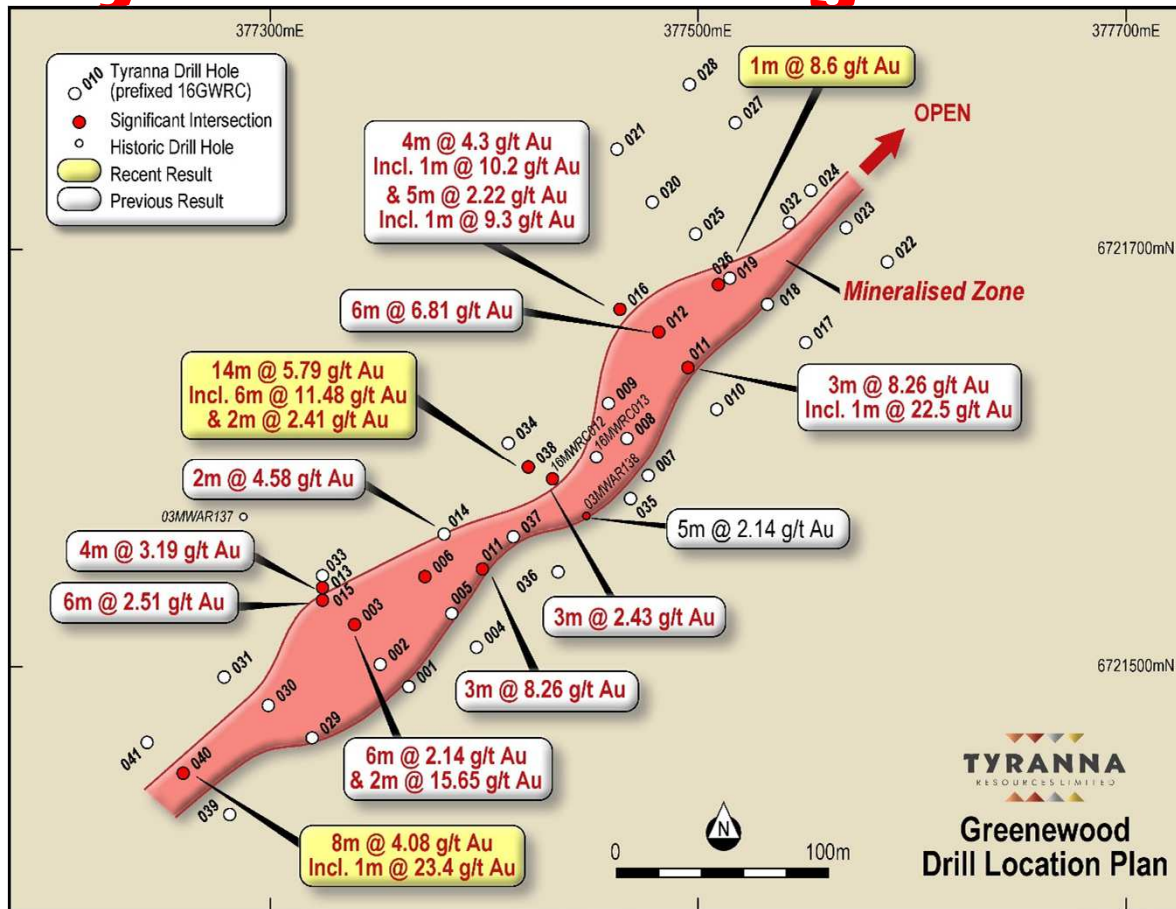 377300mE
377500mE
377700mE
010 Tyranna Drill Hole
(prefixed 16GWRC)
Significant Intersection
Historic Drill Hole
Recent Result
Previous Result
1m @ 8.6 g/t Au
4m @ 4.3 g/t Au
Incl. 1m @ 10.2 g/t Au
& 5m @ 2.22 g/t Au
Incl. 1m @ 9.3 g/t Au
OPEN
028
027
021
020
025
024
032
023
022
6721700mN
026
019
018
Mineralised Zone
017
016
012
6m @ 6.81 g/t Au
011
010
3m @ 8.26 g/t Au
Incl. 1m @ 22.5 g/t Au
14m @ 5.79 g/t Au
Incl. 6m @ 11.48 g/t Au
& 2m @ 2.41 g/t Au
009
008
16MWRC013
16MWRC012
034
038
007
035
03MWAR138
5m @ 2.14 g/t Au
2m @ 4.58 g/t Au
03MWAR137
014
037
4m @ 3.19 g/t Au
033
013
015
6m @ 2.51 g/t Au
006
011
036
005
003
3m @ 2.43 g/t Au
004
002
001
3m @ 8.26 g/t Au
6721500mN
031
030
029
041
040
039
6m @ 2.14 g/t Au
& 2m @ 15.65 g/t Au
8m @ 4.08 g/t Au
Incl. 1m @ 23.4 g/t Au
N
0
100m
TYRANNA
RESOURCES LIMITED
Greenewood
Drill Location Plan